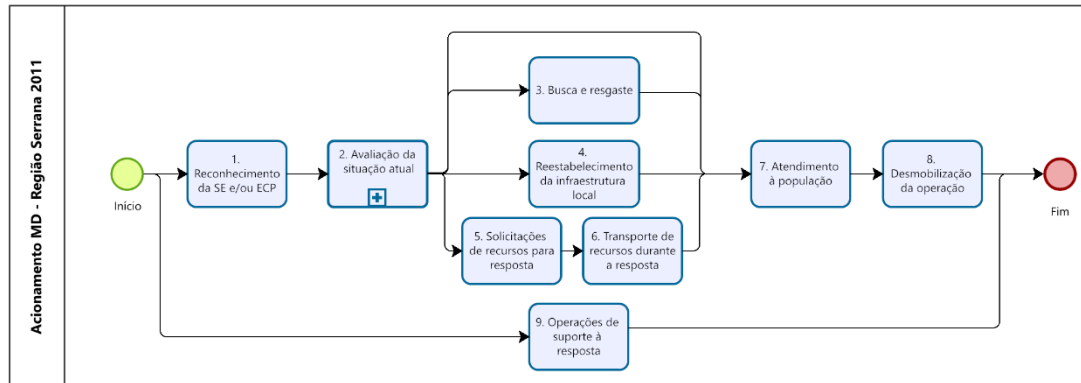 Acionamento MD - Região Serrana 2011
Início
1.
Reconhecimento
da SE e/ou ECP
2. Avaliação da
situação atual
3. Busca e resgaste
4.
Reestabelecimento
da infraestrutura
local
5. Solicitações
de recursos para
resposta
6. Transporte de
recursos durante
a resposta
7. Atendimento
à população
8.
Desmobilização
da operação
9. Operações de
suporte à
resposta
Fim